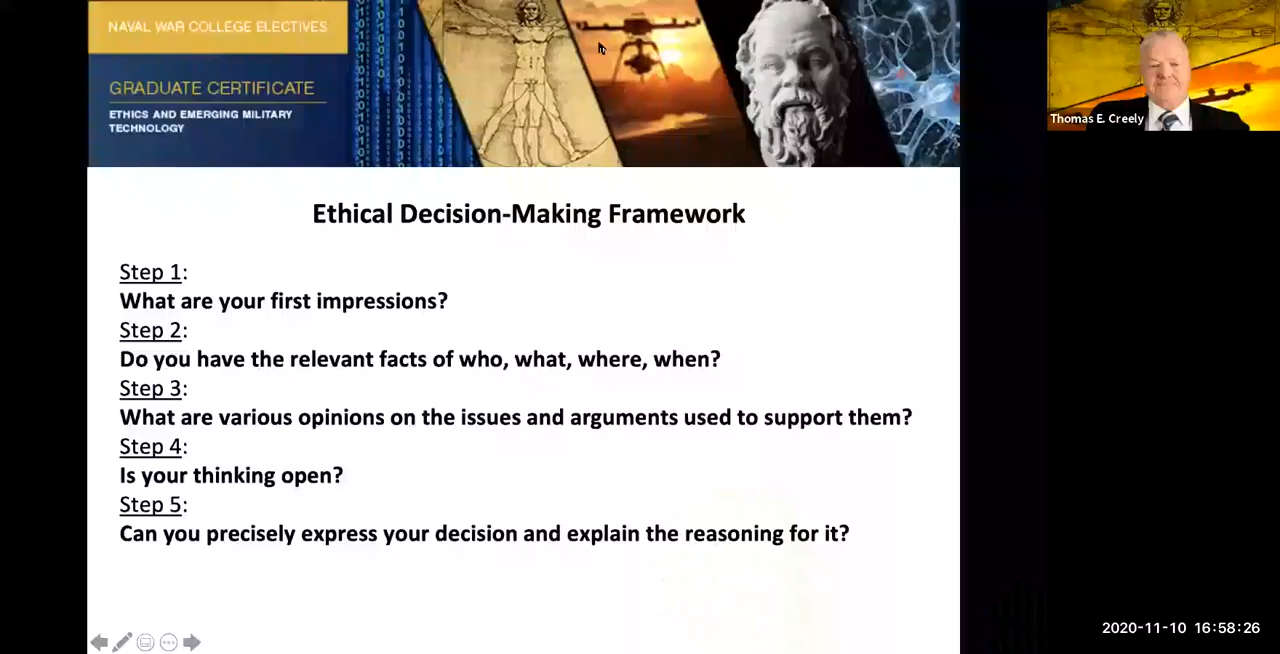 NAVAL WAR COLLEGE ELECTIVES
GRADUATE CERTIFICATE
ETHICS AND EMERGING MILITARY
TECHNOLOGY
Thomas E. Creely
Ethical Decision-Making Framework
Step 1:
What are your first impressions?
Step 2:
Do you have the relevant facts of who, what, where, when?
Step 3:
What are various opinions on the issues and arguments used to support them?
Step 4:
Is your thinking open?
Step 5:
Can you precisely express your decision and explain the reasoning for it?
2020-11-10 16:58:26